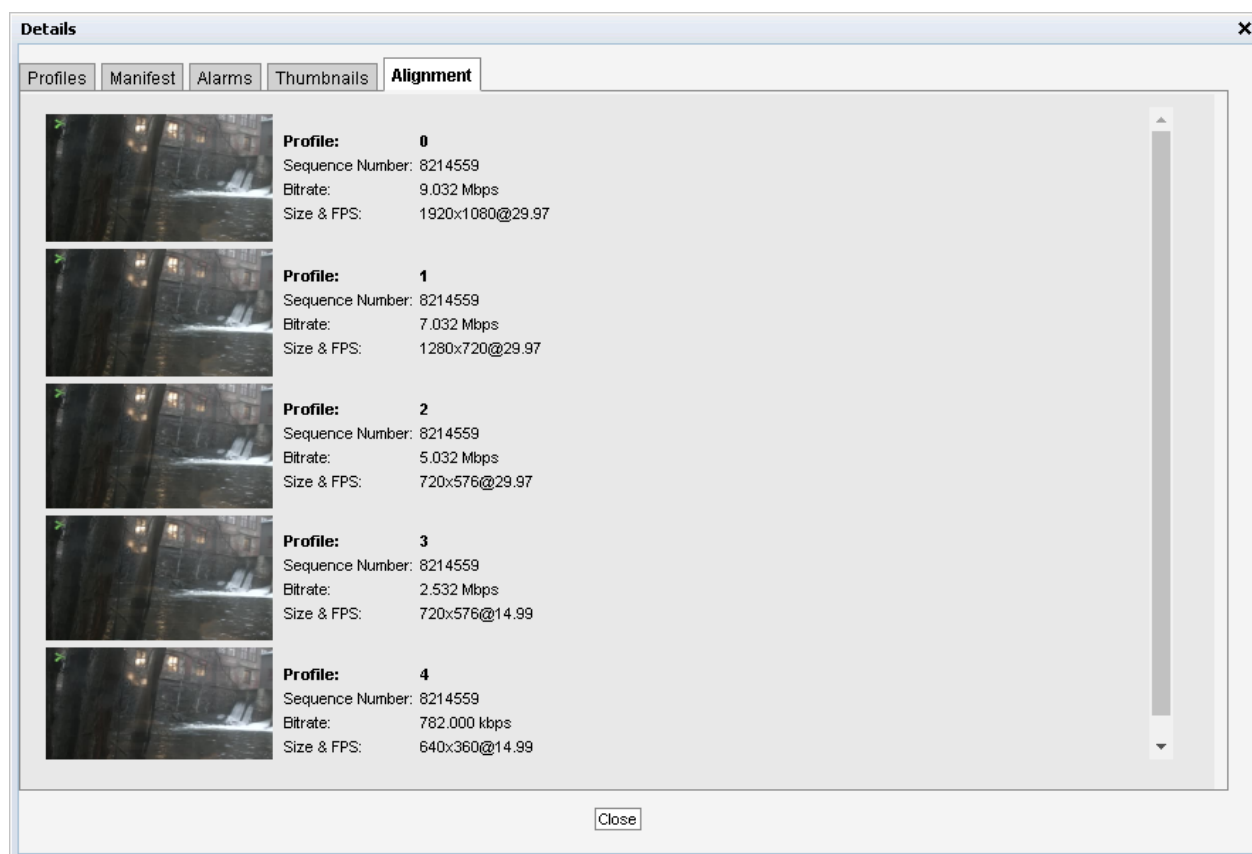 Details
Profiles Manifest Alarms Thumbnails Alignment
Profile: 0
Sequence Number: 8214559
Bitrate: 9.032 Mbps
Size & FPS: 1920x1080@29.97
Profile: 1
Sequence Number: 8214559
Bitrate: 7.032 Mbps
Size & FPS: 1280x720@29.97
Profile: 2
Sequence Number: 8214559
Bitrate: 5.032 Mbps
Size & FPS: 720x576@29.97
Profile: 3
Sequence Number: 8214559
Bitrate: 2.532 Mbps
Size & FPS: 720x576@14.99
Profile: 4
Sequence Number: 8214559
Bitrate: 782.000 kbps
Size & FPS: 640x360@14.99
Close